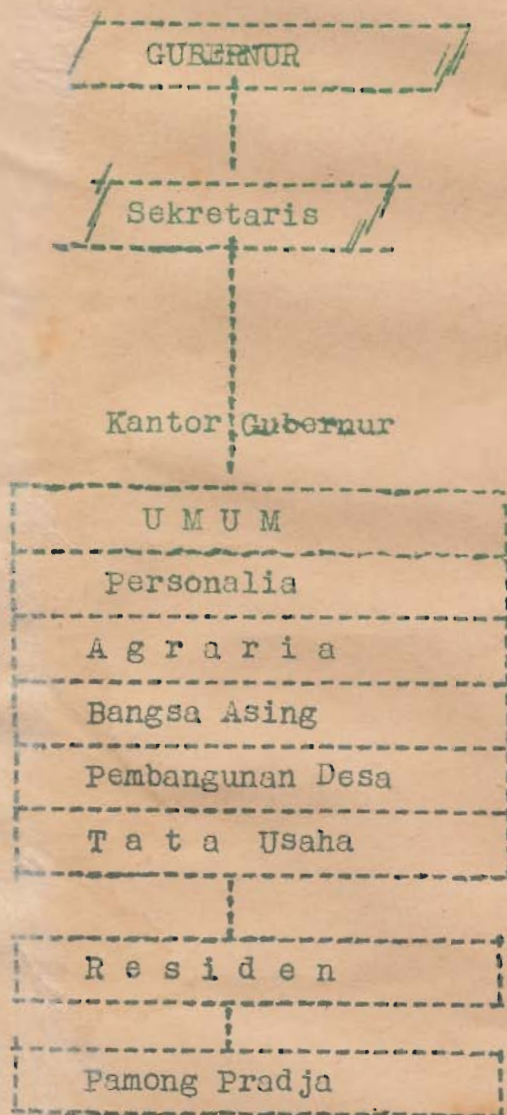 GUBERNUR
Sekretaris
Kantor Gubernur
U M U M
Personalia
A g r a r i a
Bangsa Asing
Pembangunan Desa
T a t a Usaha
R e s i d e n
Pamong Pradja